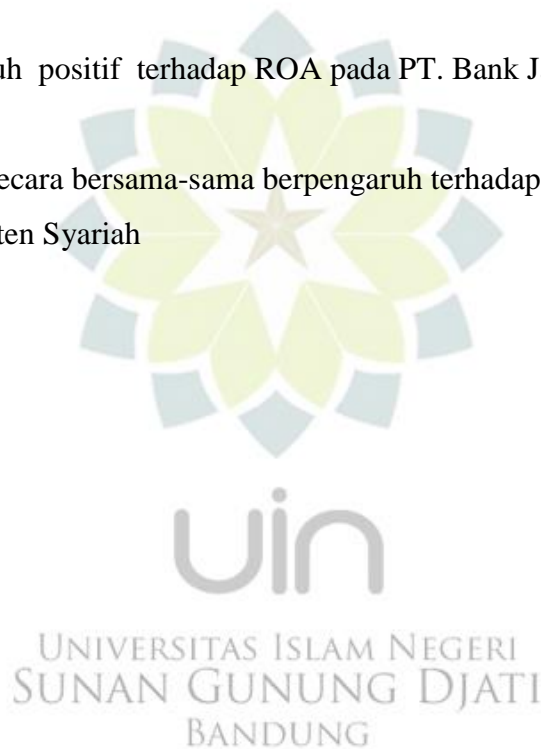 uh positif terhadap ROA pada PT. Bank J
ecara bersama-sama berpengaruh terhadap
ten Syariah
uin
UNIVERSITAS ISLAM NEGERI
SUNAN GUNUNG DJATI
BANDUNG